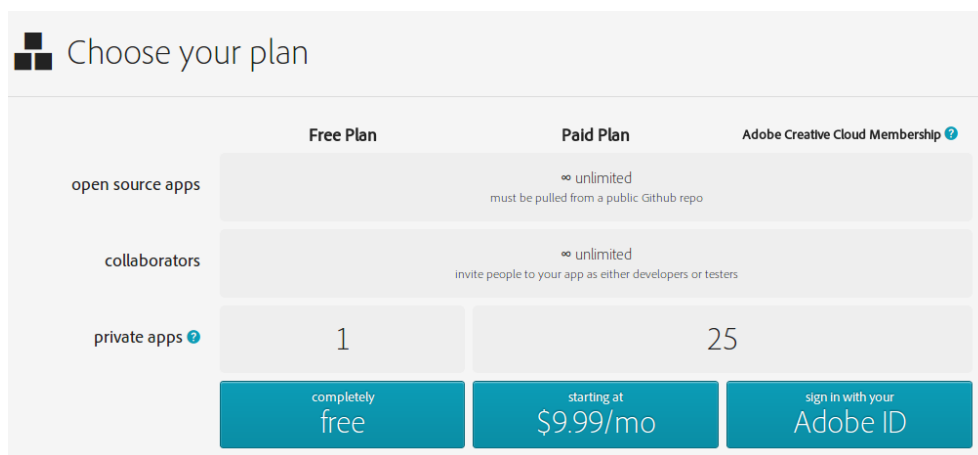 Choose your plan
Free Plan Paid Plan Adobe Creative Cloud Membership ?
open source apps
∞ unlimited
must be pulled from a public Github repo
collaborators
∞ unlimited
invite people to your app as either developers or testers
private apps ? 1 25
completely
free
starting at
$9.99/mo
sign in with your
Adobe ID